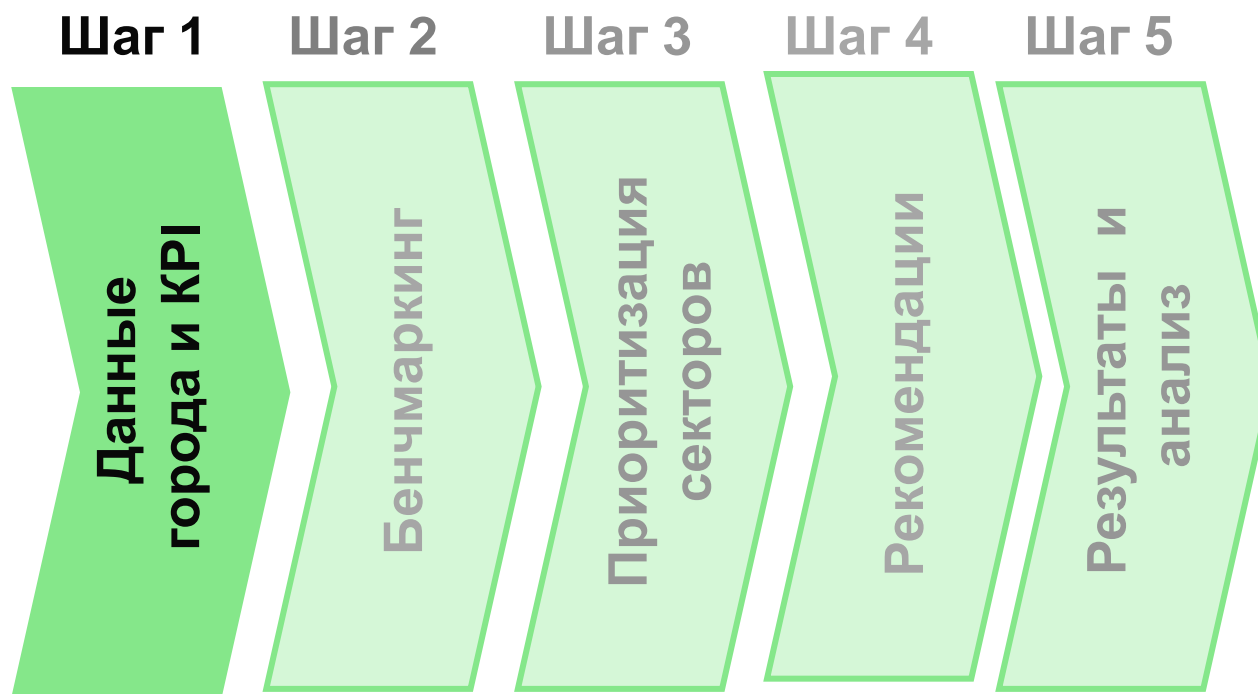 Шаг 1
Шаг 2
Шаг 3
Шаг 4
Шаг 5
Данные
города и KPI
Бенчмаркинг
Приоритизация
секторов
Рекомендации
Результаты и
анализ